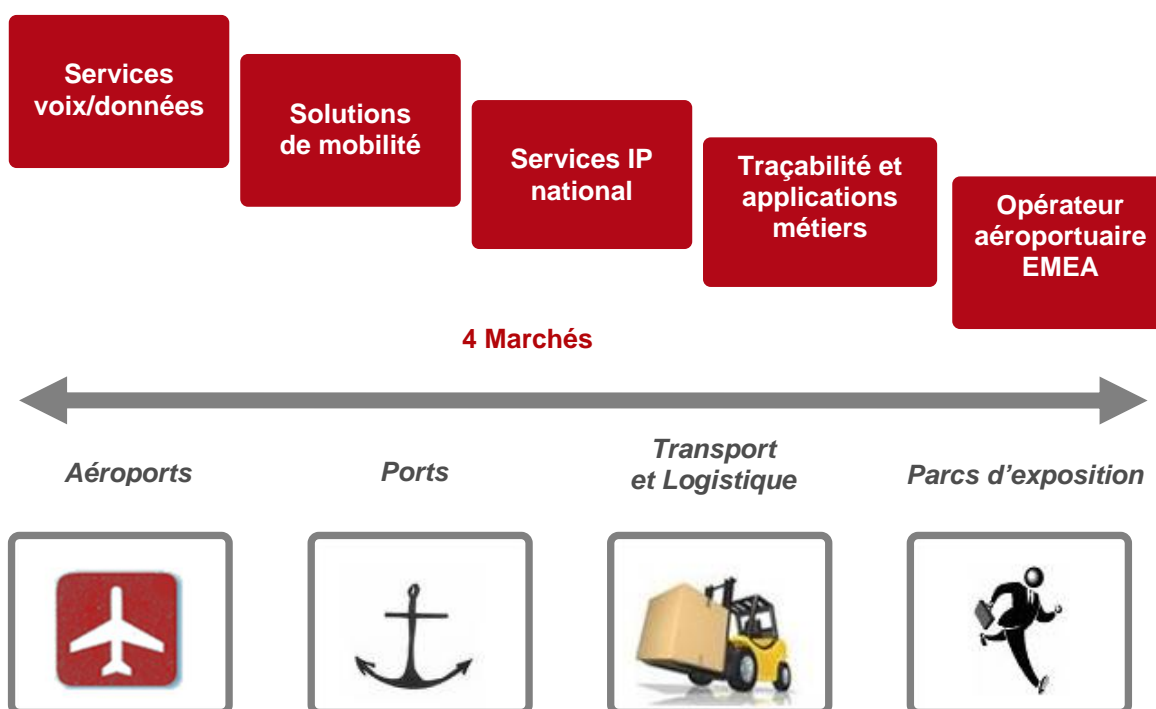 Services
voix/données
Solutions
de mobilité
Services IP
national
Traçabilité et
applications
métiers
Opérateur
aéroportuaire
EMEA
4 Marchés
Aéroports
Ports
Transport
et Logistique
Parcs d'exposition